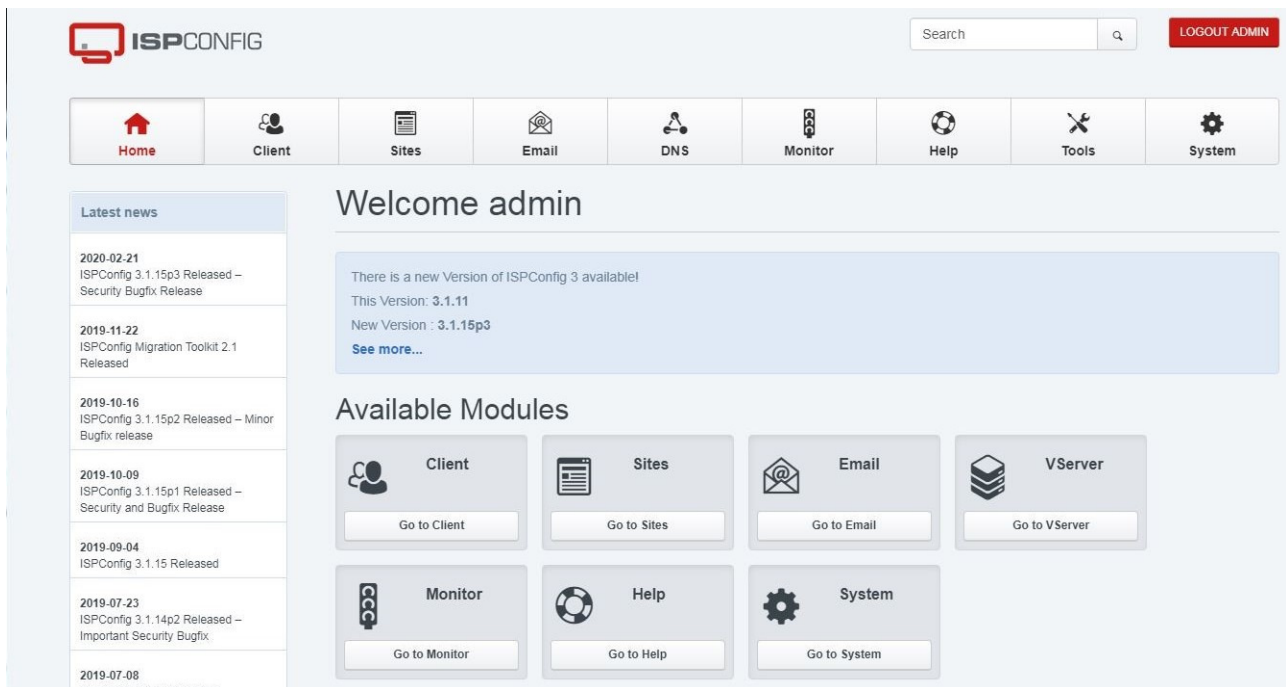 ISPCONFIG
Search
LOGOUT ADMIN
Home
Client
Sites
Email
DNS
Monitor
Help
Tools
System
Latest news
2020-02-21
ISPConfig 3.1.15p3 Released –
Security Bugfix Release
2019-11-22
ISPConfig Migration Toolkit 2.1
Released
2019-10-16
ISPConfig 3.1.15p2 Released – Minor
Bugfix release
2019-10-09
ISPConfig 3.1.15p1 Released –
Security and Bugfix Release
2019-09-04
ISPConfig 3.1.15 Released
2019-07-23
ISPConfig 3.1.14p2 Released –
Important Security Bugfix
2019-07-08
Welcome admin
There is a new Version of ISPConfig 3 available!
This Version: 3.1.11
New Version : 3.1.15p3
See more...
Available Modules
Client
Go to Client
Sites
Go to Sites
Email
Go to Email
VServer
Go to VServer
Monitor
Go to Monitor
Help
Go to Help
System
Go to System